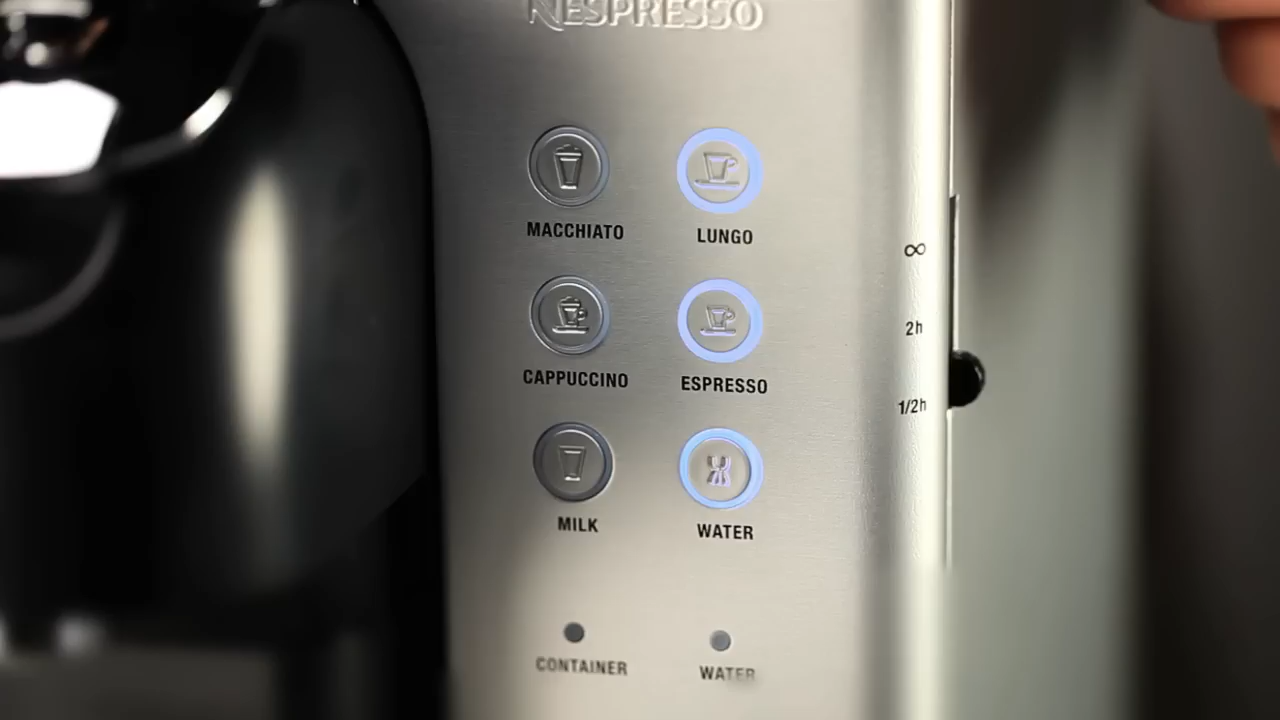 NESPRESSO
MACCHIATO
LUNGO
∞
CAPPUCCINO
ESPRESSO
2h
1/2h
MILK
WATER
CONTAINER
WATER